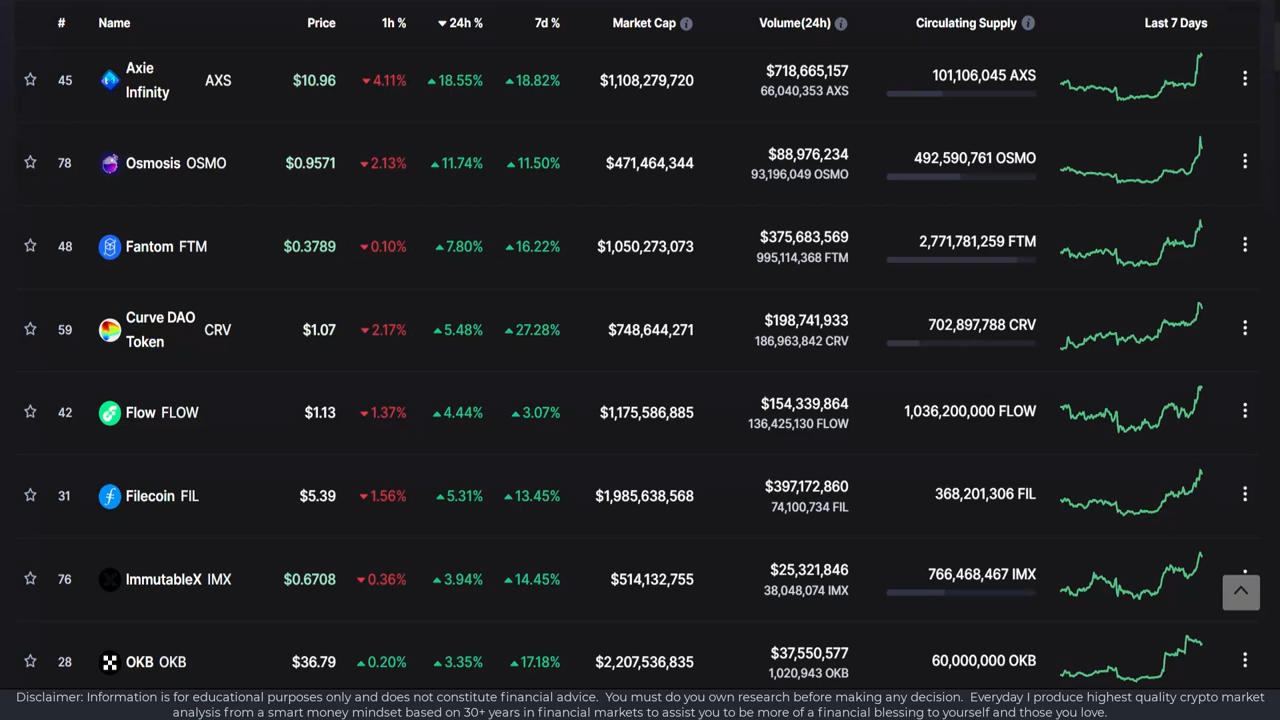 # Name Price 1h % 24h % 7d % Market Cap Volume(24h) Circulating Supply Last 7 Days
45 Axie Infinity AXS $10.96 4.11% 18.55% 18.82% $1,108,279,720 $718,665,157 101,106,045 AXS
66,040,353 AXS
78 Osmosis OSMO $0.9571 2.13% 11.74% 11.50% $471,464,344 $88,976,234 492,590,761 OSMO
93,196,049 OSMO
48 Fantom FTM $0.3789 0.10% 7.80% 16.22% $1,050,273,073 $375,683,569 2,771,781,259 FTM
995,114,368 FTM
59 Curve DAO Token CRV $1.07 2.17% 5.48% 27.28% $748,644,271 $198,741,933 702,897,788 CRV
186,963,842 CRV
42 Flow FLOW $1.13 1.37% 4.44% 3.07% $1,175,586,885 $154,339,864 1,036,200,000 FLOW
136,425,130 FLOW
31 Filecoin FIL $5.39 1.56% 5.31% 13.45% $1,985,638,568 $397,172,860 368,201,306 FIL
74,100,734 FIL
76 ImmutableX IMX $0.6708 0.36% 3.94% 14.45% $514,132,755 $25,321,846 766,468,467 IMX
38,048,074 IMX
28 OKB OKB $36.79 0.20% 3.35% 17.18% $2,207,536,835 $37,550,577 60,000,000 OKB
1,020,943 OKB
Disclaimer: Information is for educational purposes only and does not constitute financial advice. You must do you own research before making any decision. Everyday I produce highest quality crypto market
analysis from a smart money mindset based on 30+ years in financial markets to assist you to be more of a financial blessing to yourself and those you love